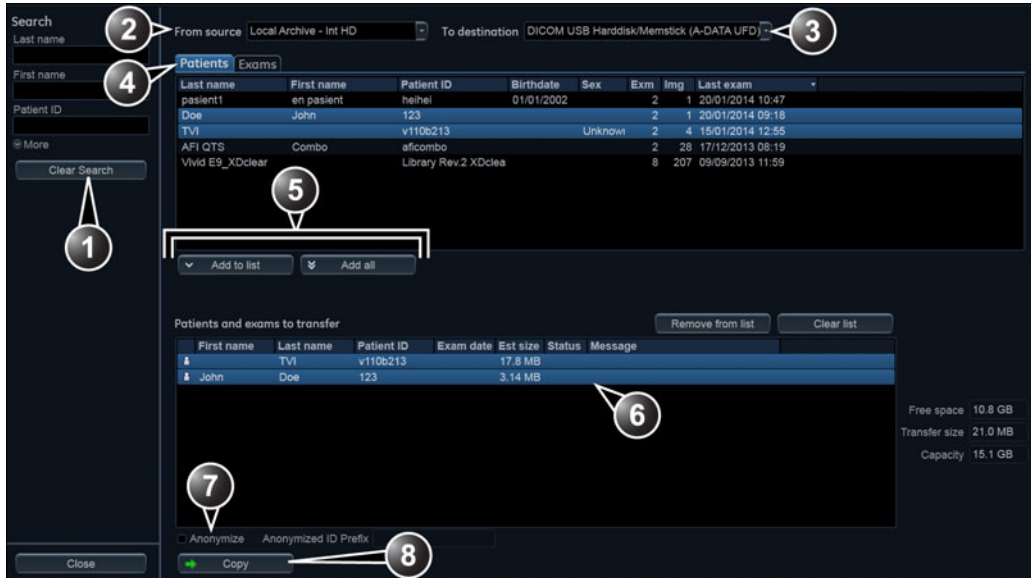 Search
Last name
First name
Patient ID
More
Clear Search
1
2
From source Local Archive - Int HD To destination DICOM USB Harddisk/Memstick (A-DATA UFD)
3
4
Patients Exams
Last name First name Patient ID Birthdate Sex Exm Img Last exam
pasient1 en pasient heihei 01/01/2002 2 1 20/01/2014 10:47
Doe John 123 2 1 20/01/2014 09:18
TVI v110b213 Unknow 2 4 15/01/2014 12:55
AFI QTS Combo aficombo 2 28 17/12/2013 08:19
Vivid E9_XDclear Library Rev.2 XDclea 8 207 09/09/2013 11:59
5
Add to list Add all
Patients and exams to transfer Remove from list Clear list
First name Last name Patient ID Exam date Est size Status Message
TVI v110b213 17.8 MB
John Doe 123 3.14 MB
6
Free space 10.8 GB
Transfer size 21.0 MB
Capacity 15.1 GB
7
Anonymize Anonymized ID Prefix
8
Close
Copy